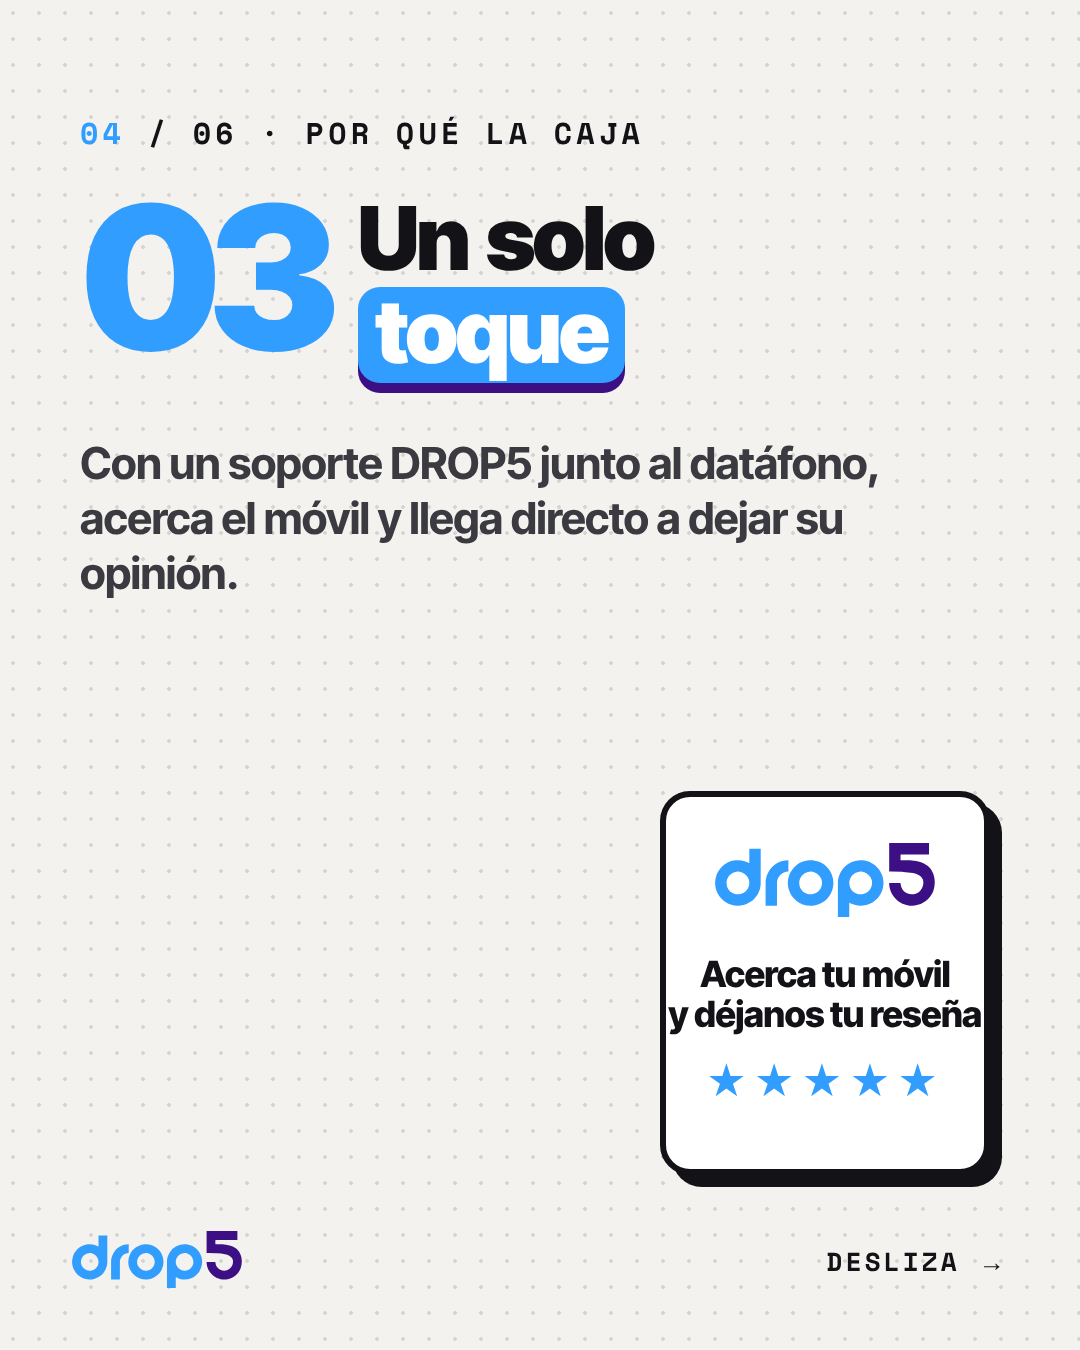 04 / 06 · POR QUÉ LA CAJA
03
Un solo
toque
Con un soporte DROP5 junto al datáfono,
acerca el móvil y llega directo a dejar su
opinión.
drop5
Acerca tu móvil
y déjanos tu reseña
★ ★ ★ ★ ★
drop5
DESLIZA →